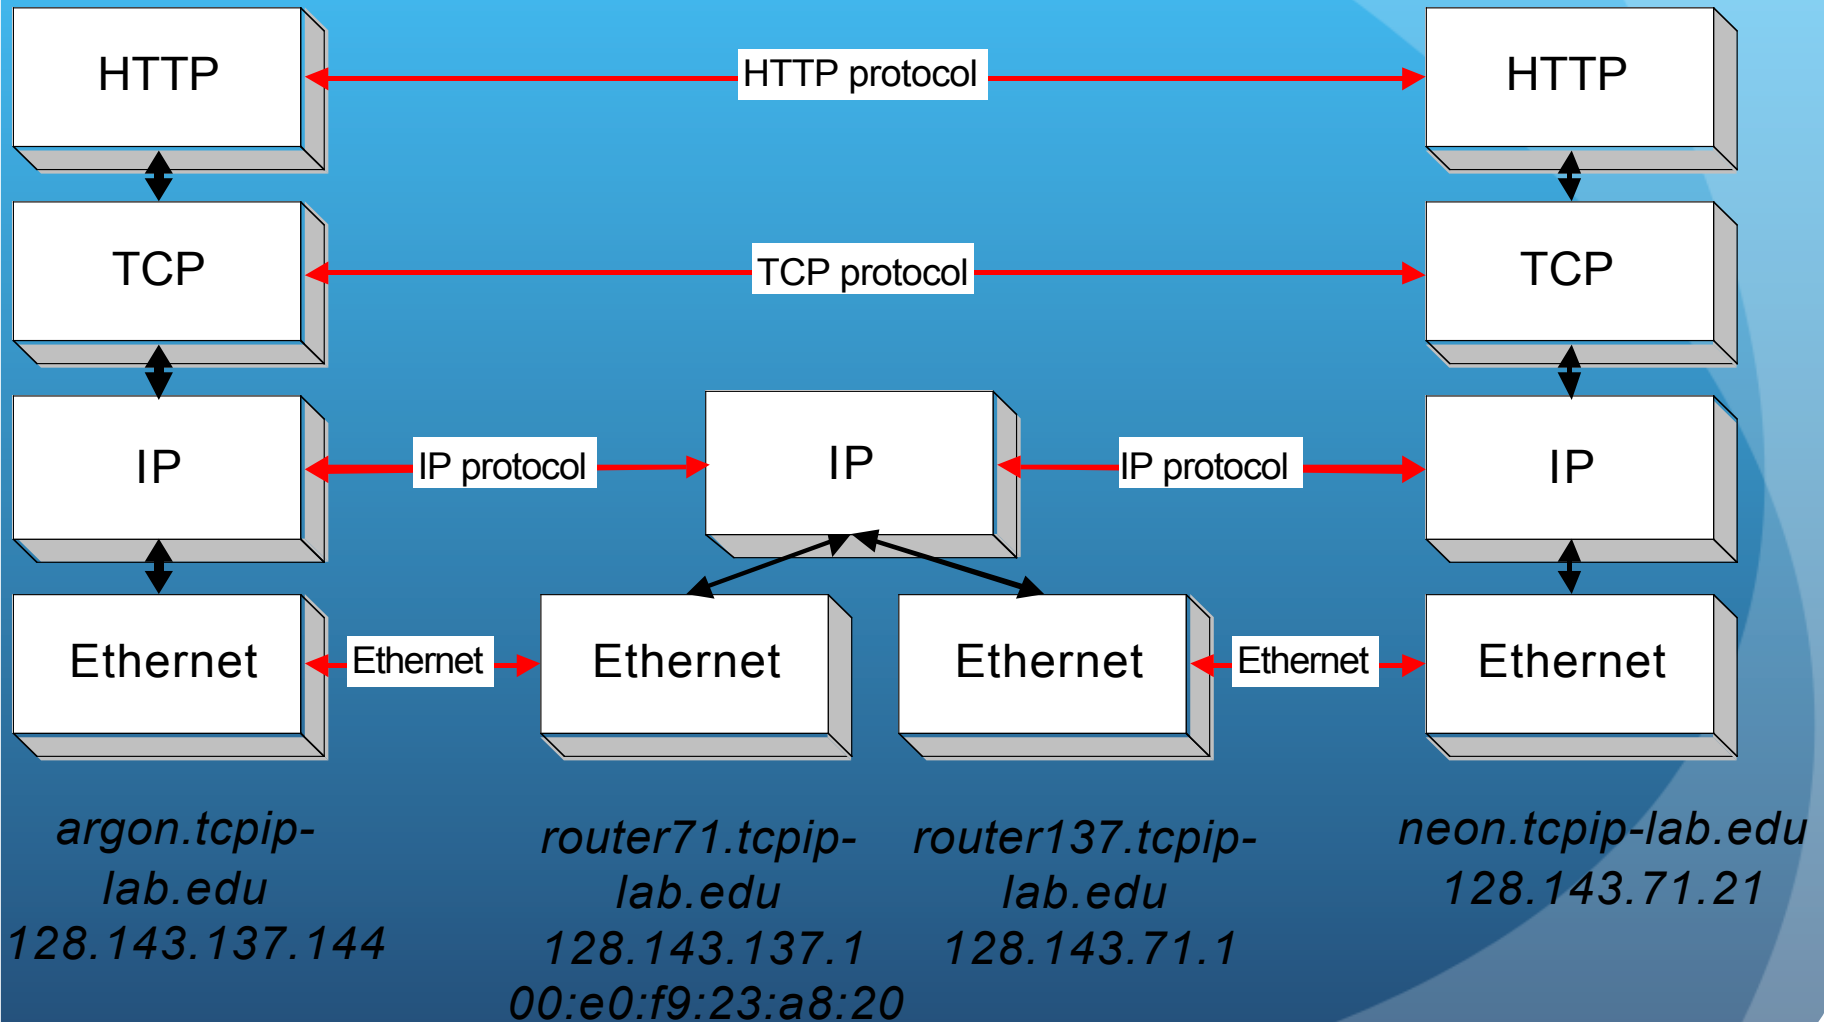 HTTP
HTTP protocol
HTTP
TCP
TCP protocol
TCP
IP
IP protocol
IP
IP protocol
IP
Ethernet
Ethernet
Ethernet
Ethernet
Ethernet
Ethernet
argon.tcpip-
lab.edu
128.143.137.144
router71.tcpip-
lab.edu
128.143.137.1
00:e0:f9:23:a8:20
router137.tcpip-
lab.edu
128.143.71.1
neon.tcpip-lab.edu
128.143.71.21